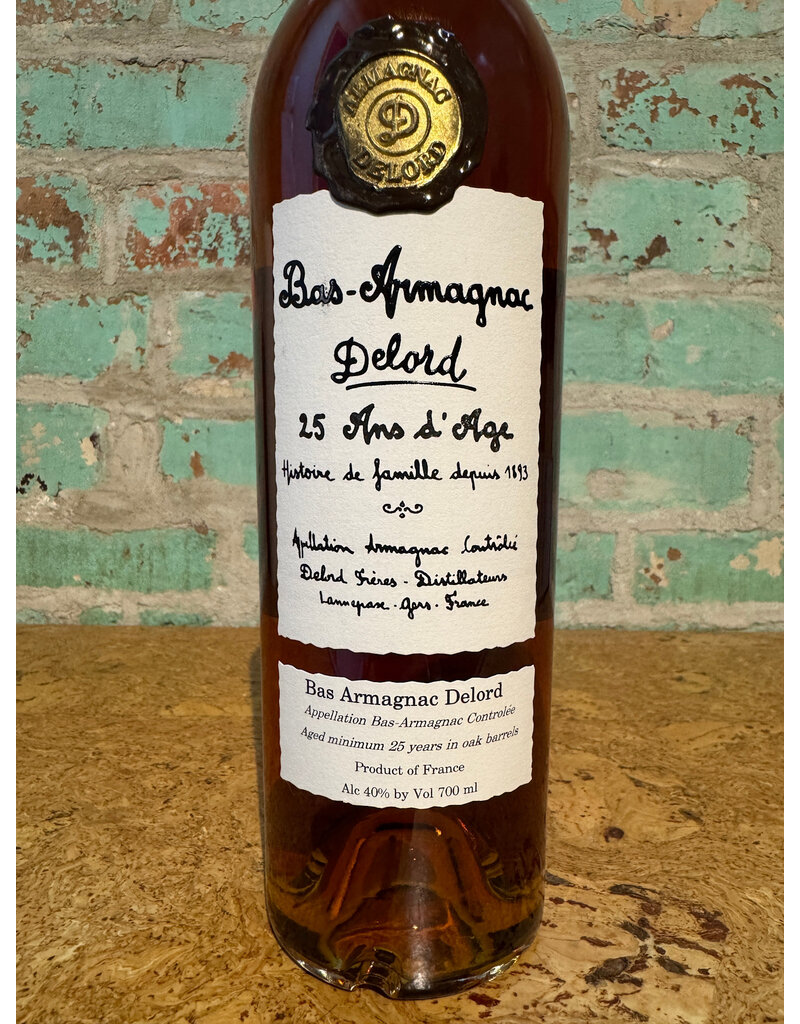 ARMAGNAC
D
DELORD
Bas-Armagnac
Delord
25 Ans d'Age
Histoire de famille depuis 1893
Appellation Armagnac Contrôlée
Delord Frères - Distillateurs
Lannepax - Gers - France
Bas Armagnac Delord
Appellation Bas-Armagnac Controlée
Aged minimum 25 years in oak barrels
Product of France
Alc 40% by Vol 700 ml